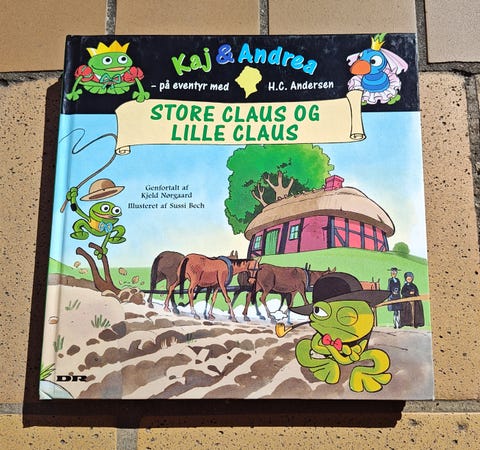 Kaj & Andrea
- på eventyr med H.C. Andersen
STORE CLAUS OG
LILLE CLAUS
Genfortalt af
Kjeld Nørgaard
Illustreret af Sussi Bech
DR